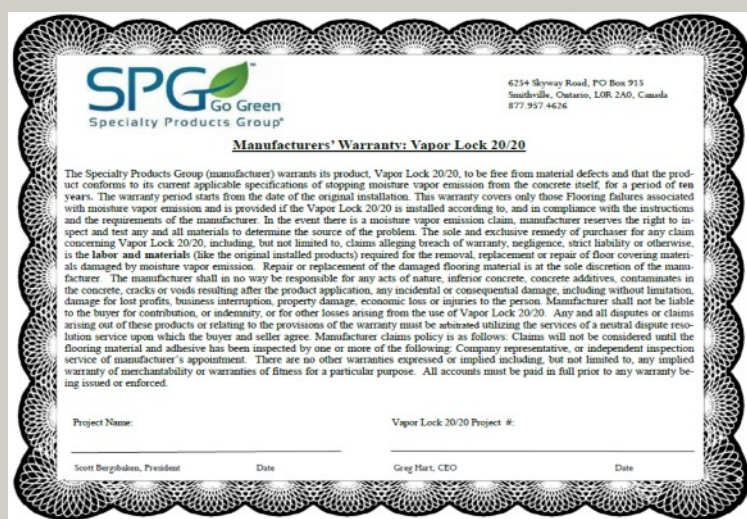 SPG™
Go Green
Specialty Products Group®
6254 Skyway Road, PO Box 915
Smithville, Ontario, L0R 2A0, Canada
877.957.4626
Manufacturers' Warranty: Vapor Lock 20/20
The Specialty Products Group (manufacturer) warrants its product, Vapor Lock 20/20, to be free from material defects and that the prod-
uct conforms to its current applicable specifications of stopping moisture vapor emission from the concrete itself, for a period of ten
years. The warranty period starts from the date of the original installation. This warranty covers only those Flooring failures associated
with moisture vapor emission and is provided if the Vapor Lock 20/20 is installed according to, and in compliance with the instructions
and the requirements of the manufacturer. In the event there is a moisture vapor emission claim, manufacturer reserves the right to in-
spect and test any and all materials to determine the source of the problem. The sole and exclusive remedy of purchaser for any claim
concerning Vapor Lock 20/20, including, but not limited to, claims alleging breach of warranty, negligence, strict liability or otherwise,
is the labor and materials (like the original installed products) required for the removal, replacement or repair of floor covering materi-
als damaged by moisture vapor emission. Repair or replacement of the damaged flooring material is at the sole discretion of the manu-
facturer. The manufacturer shall in no way be responsible for any acts of nature, inferior concrete, concrete additives, contaminates in
the concrete, cracks or voids resulting after the product application, any incidental or consequential damage, including without limitation,
damage for lost profits, business interruption, property damage, economic loss or injuries to the person. Manufacturer shall not be liable
to the buyer for contribution, or indemnity, or for other losses arising from the use of Vapor Lock 20/20. Any and all disputes or claims
arising out of these products or relating to the provisions of the warranty must be arbitrated utilizing the services of a neutral dispute reso-
lution service upon which the buyer and seller agree. Manufacturer claims policy is as follows: Claims will not be considered until the
flooring material and adhesive has been inspected by one or more of the following: Company representative, or independent inspection
service of manufacturer's appointment. There are no other warranties expressed or implied including, but not limited to, any implied
warranty of merchantability or warranties of fitness for a particular purpose. All accounts must be paid in full prior to any warranty be-
ing issued or enforced.
Project Name:
Vapor Lock 20/20 Project #:
Scott Bergsbaken, President Date
Greg Hart, CEO Date